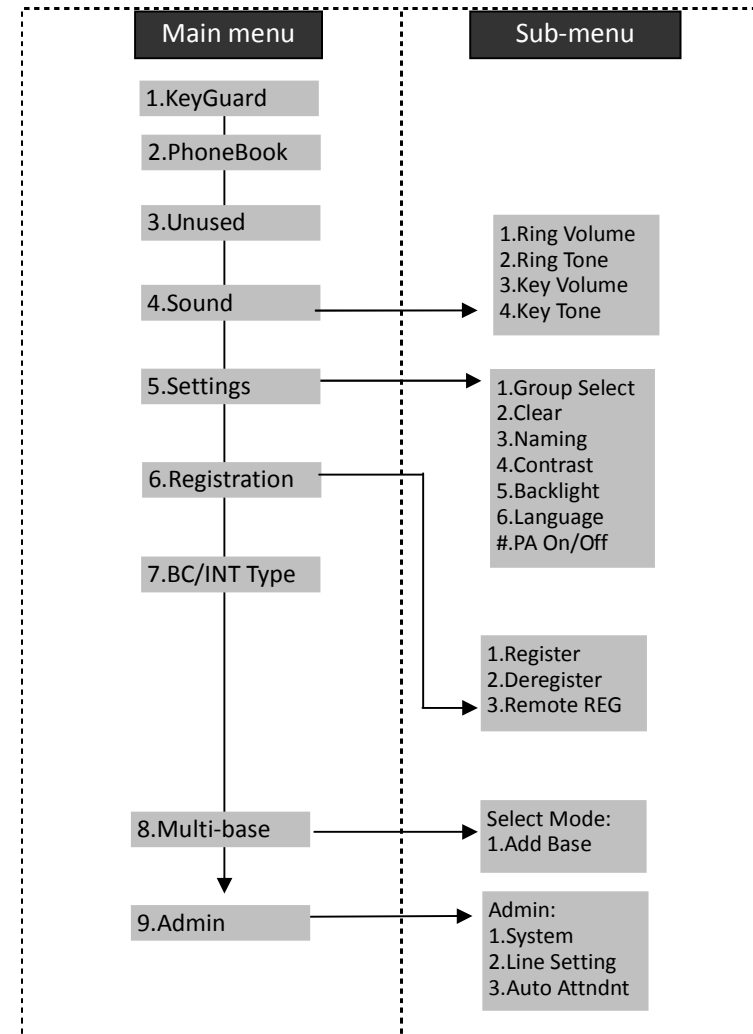 Main menu
Sub-menu
1.KeyGuard
2.PhoneBook
3.Unused
4.Sound
1.Ring Volume
2.Ring Tone
3.Key Volume
4.Key Tone
5.Settings
1.Group Select
2.Clear
3.Naming
4.Contrast
5.Backlight
6.Language
#.PA On/Off
6.Registration
1.Register
2.Deregister
3.Remote REG
7.BC/INT Type
8.Multi-base
Select Mode:
1.Add Base
9.Admin
Admin:
1.System
2.Line Setting
3.Auto Attndnt